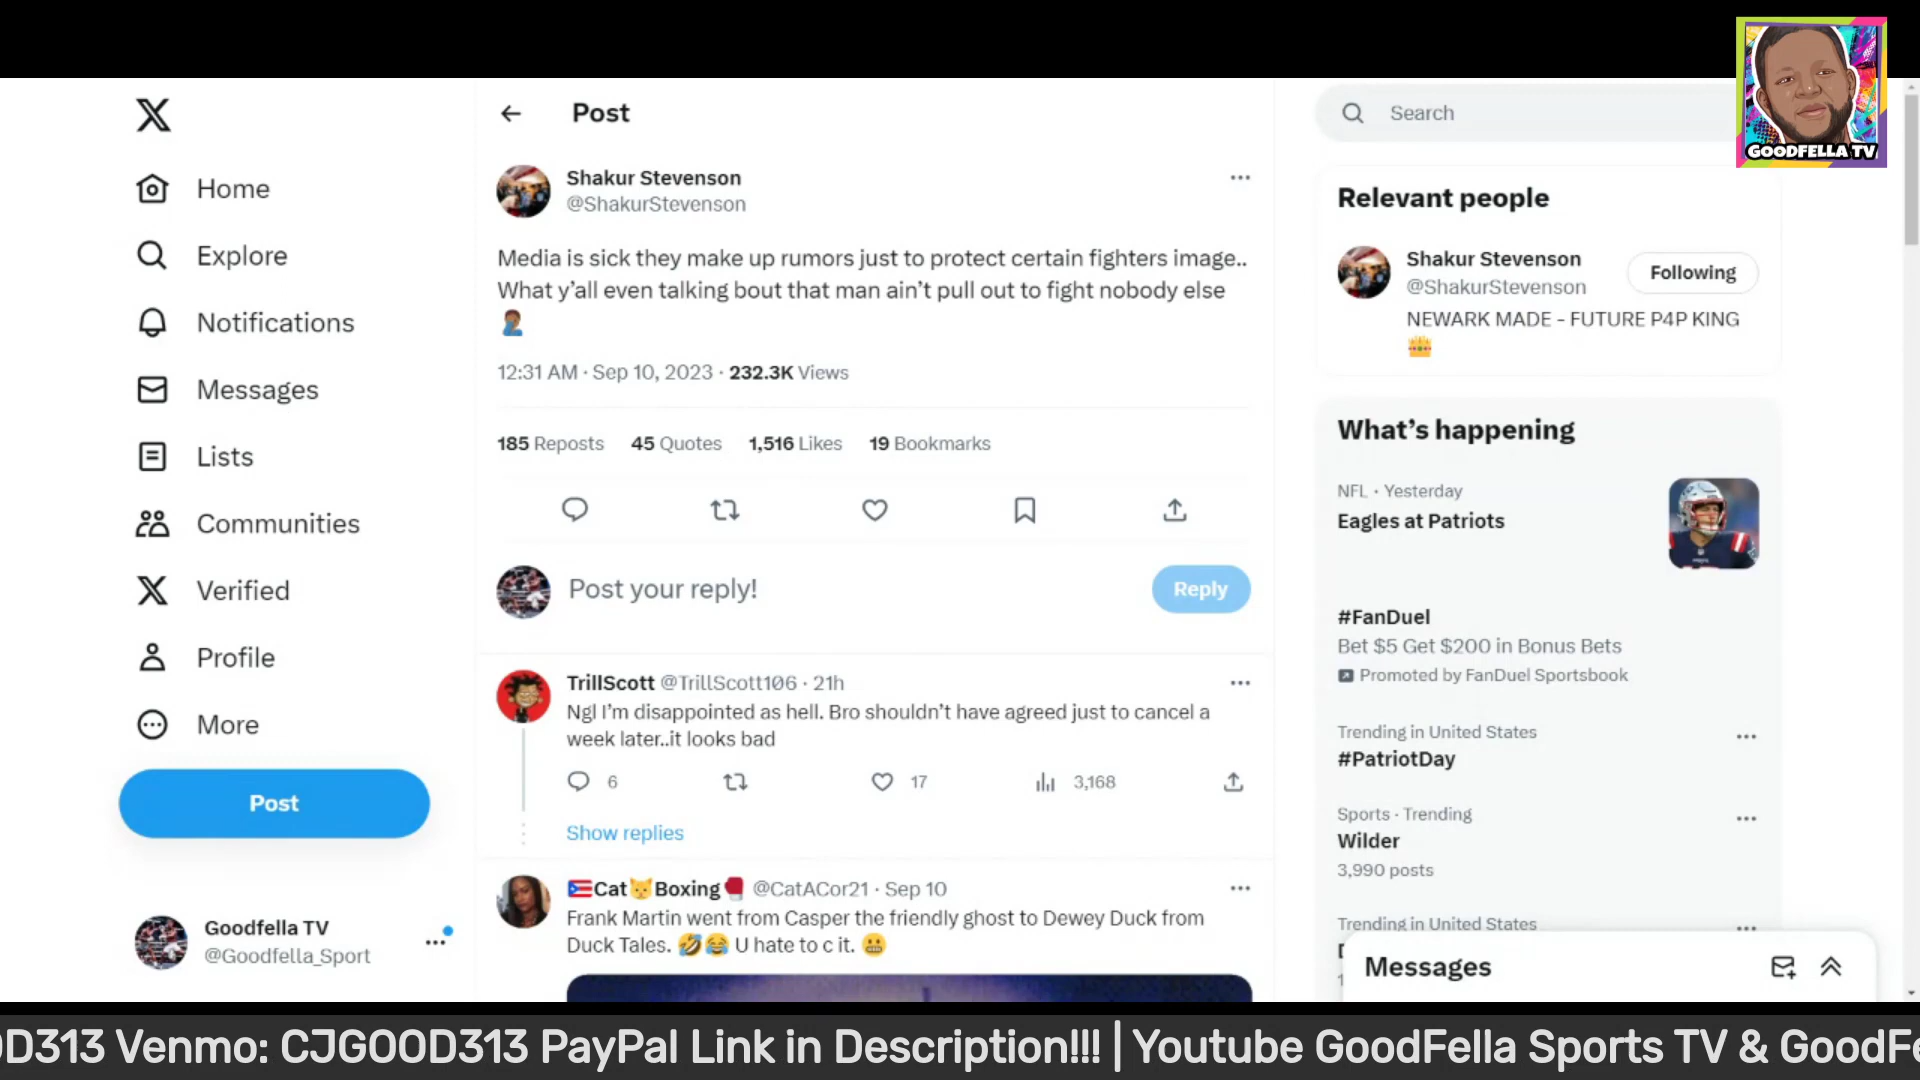 GOODFELLA TV
Home
Explore
Notifications
Messages
Lists
Communities
Verified
Profile
More
Post
Goodfella TV
@Goodfella_Sport
Post
Shakur Stevenson
@ShakurStevenson
Media is sick they make up rumors just to protect certain fighters image..
What y’all even talking bout that man ain’t pull out to fight nobody else
🤦🏾‍♂️
12:31 AM · Sep 10, 2023 · 232.3K Views
185 Reposts 45 Quotes 1,516 Likes 19 Bookmarks
Post your reply!
Reply
TrillScott @TrillScott106 · 21h
Ngl I’m disappointed as hell. Bro shouldn’t have agreed just to cancel a
week later..it looks bad
6 17 3,168
Show replies
🇵🇷Cat🐱Boxing🥊 @CatACor21 · Sep 10
Frank Martin went from Casper the friendly ghost to Dewey Duck from
Duck Tales. 🤣😂 U hate to c it. 😬
Search
Relevant people
Shakur Stevenson
@ShakurStevenson
Following
NEWARK MADE - FUTURE P4P KING
👑
What’s happening
NFL · Yesterday
Eagles at Patriots
#FanDuel
Bet $5 Get $200 in Bonus Bets
Promoted by FanDuel Sportsbook
Trending in United States
#PatriotDay
Sports · Trending
Wilder
3,990 posts
Trending in United States
Messages
OD313 Venmo: CJGOOD313 PayPal Link in Description!!! | Youtube GoodFella Sports TV & GoodFe